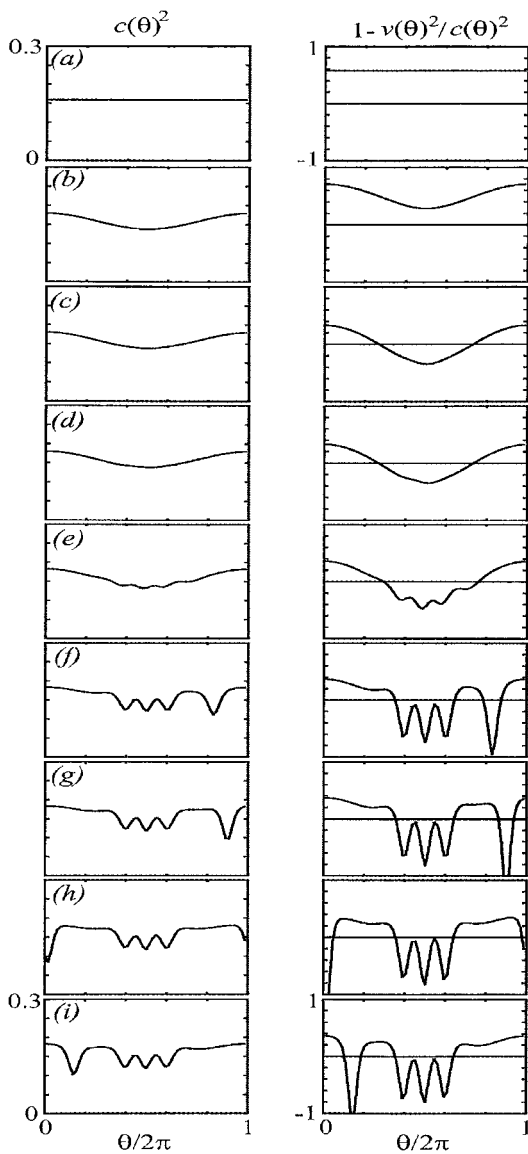 c(θ)² 1 - v(θ)²/c(θ)²
0.3 (a) 1
0 -1
(b)
(c)
(d)
(e)
(f)
(g)
(h)
0.3 (i) 1
0 -1
0 1 0 1
θ/2π θ/2π